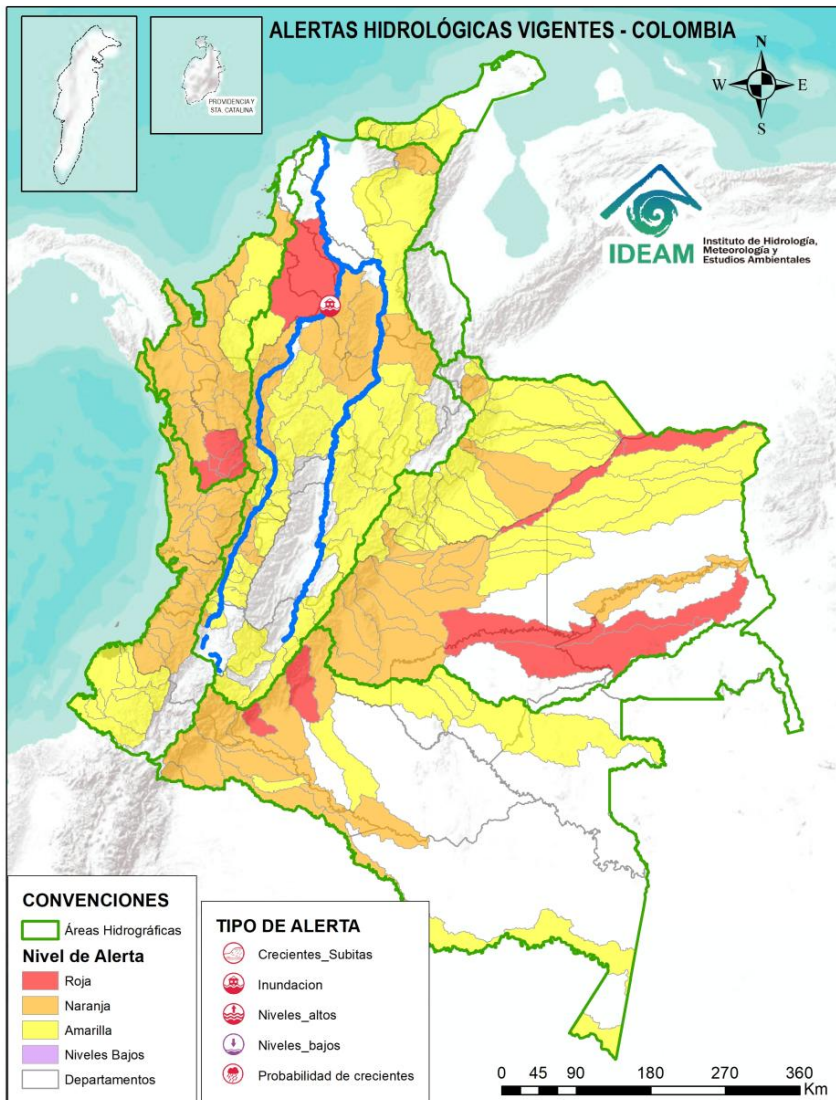 ALERTAS HIDROLÓGICAS VIGENTES - COLOMBIA
PROVIDENCIA Y
STA. CATALINA
N
W
E
S
IDEAM
Instituto de Hidrología,
Meteorología y
Estudios Ambientales
CONVENCIONES
Áreas Hidrográficas
Nivel de Alerta
Roja
Naranja
Amarilla
Niveles Bajos
Departamentos
TIPO DE ALERTA
Crecientes_Subitas
Inundacion
Niveles_altos
Niveles_bajos
Probabilidad de crecientes
0 45 90 180 270 360
Km